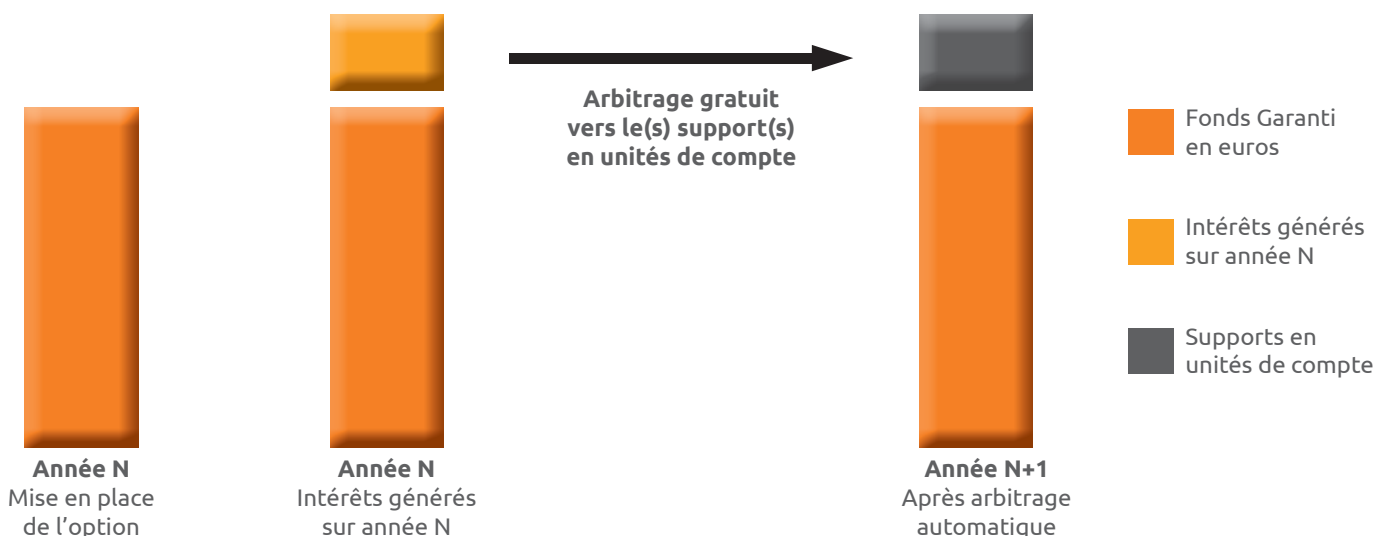 Arbitrage gratuit
vers le(s) support(s)
en unités de compte
Fonds Garanti
en euros
Intérêts générés
sur année N
Supports en
unités de compte
Année N
Mise en place
de l’option
Année N
Intérêts générés
sur année N
Année N+1
Après arbitrage
automatique